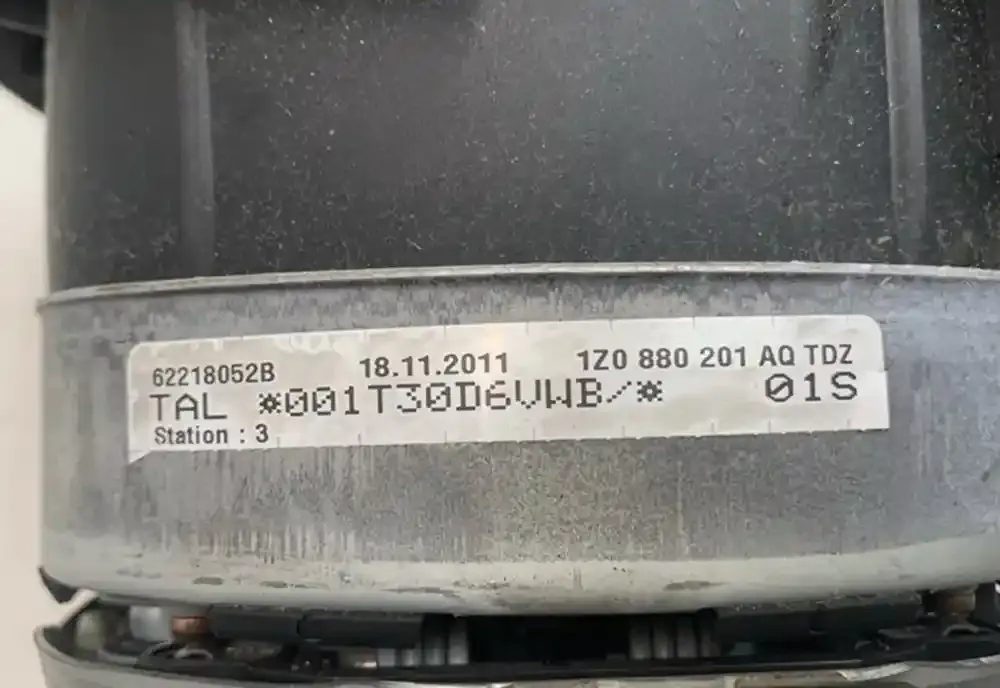 62218052B 18.11.2011 1Z0 880 201 AQ TDZ
TAL *001T30D6VWB/* 01S
Station : 3